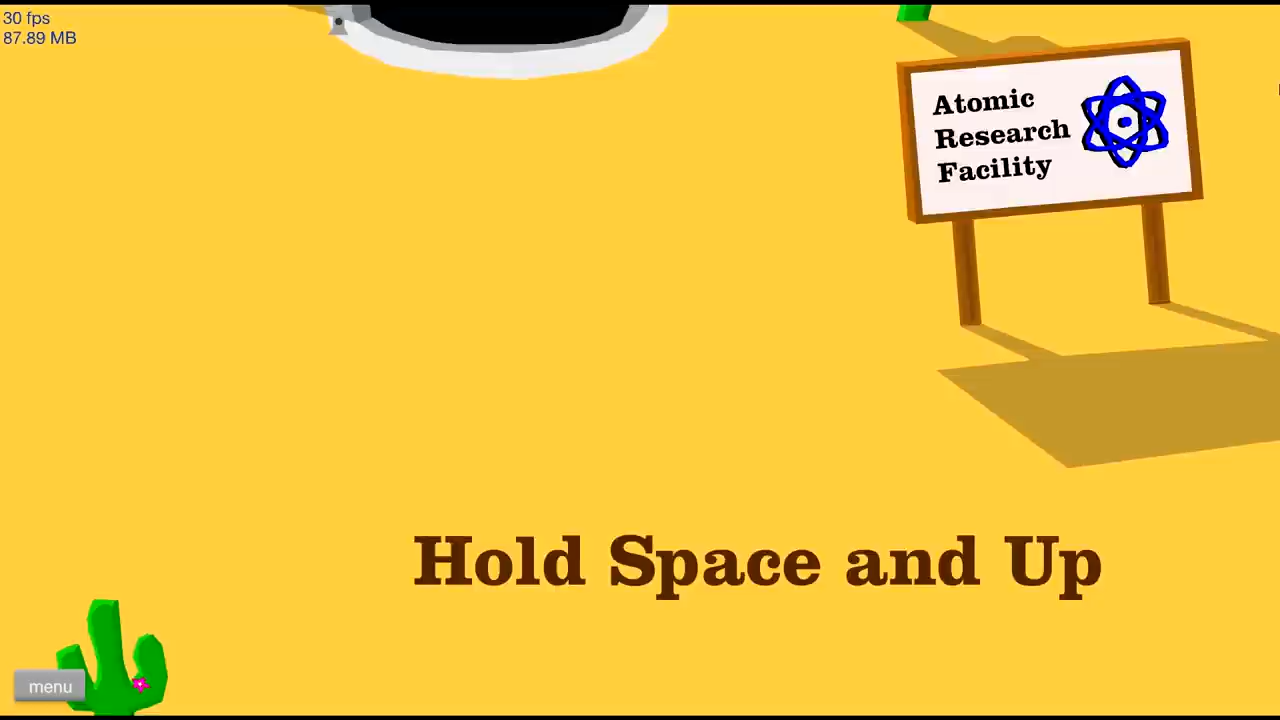 30 fps
87.89 MB
Atomic
Research
Facility
Hold Space and Up
menu